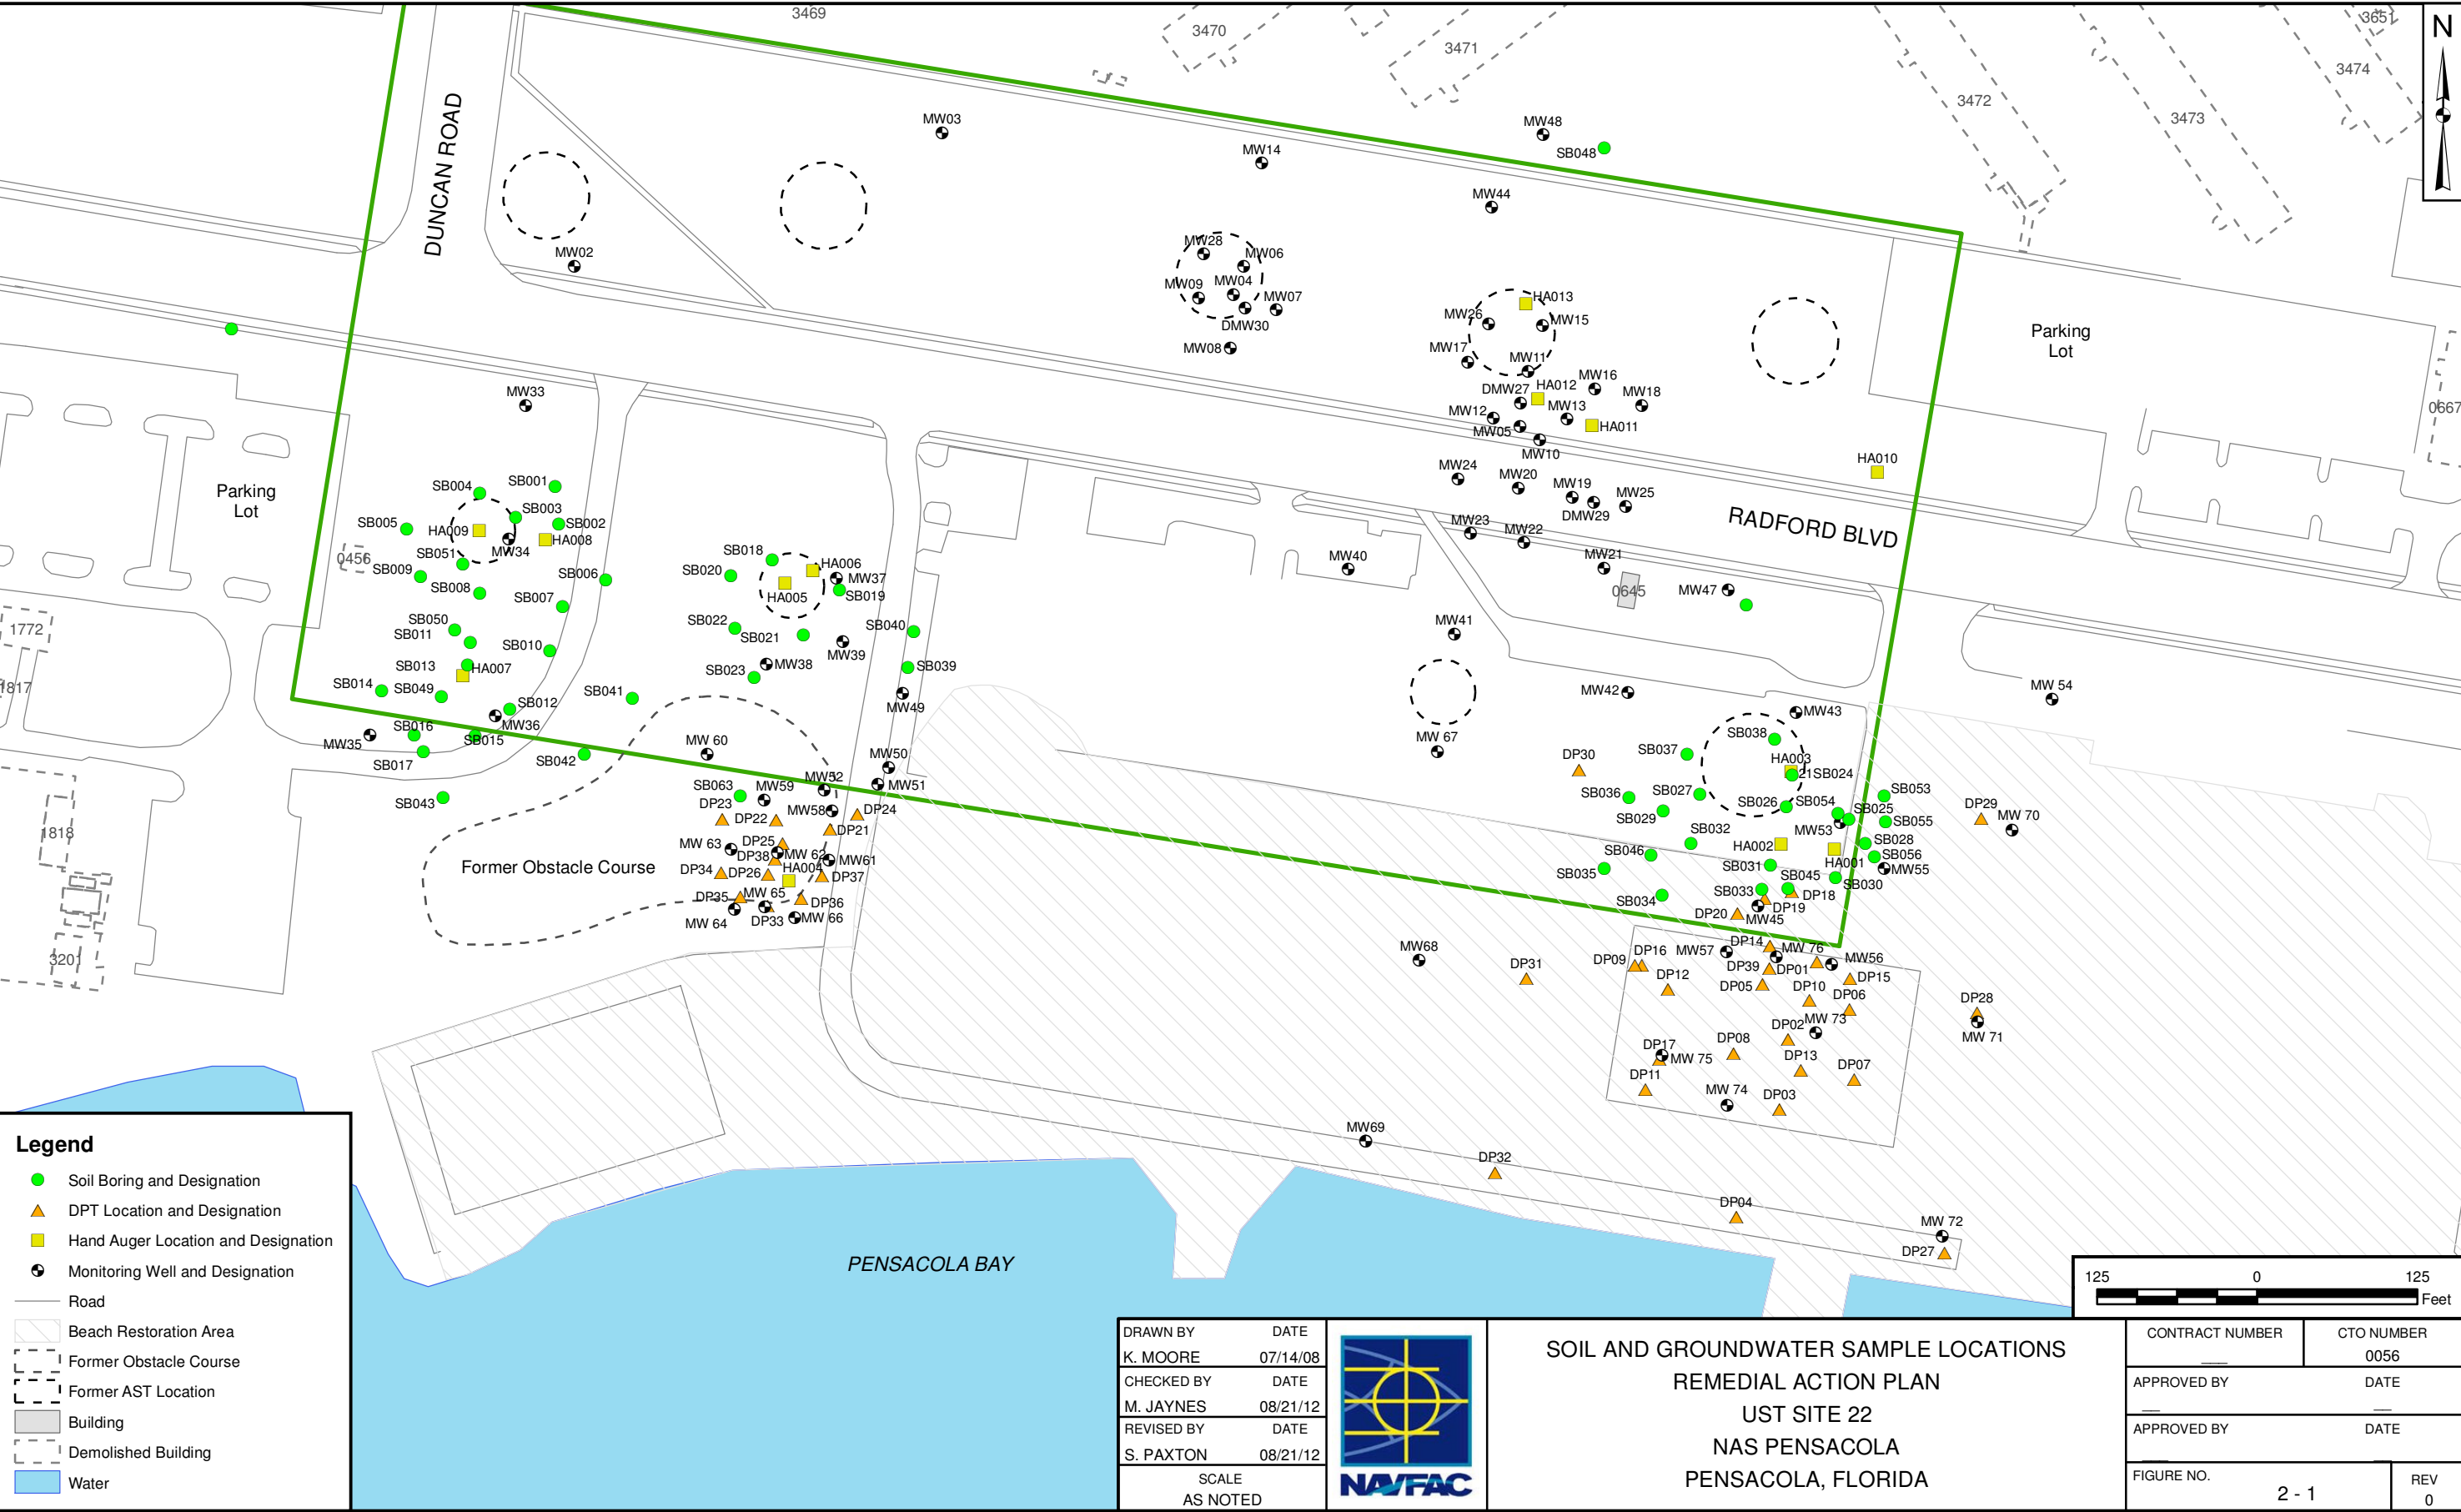 3469
3470
3471
3651
3474
3472
3473
N
DUNCAN ROAD
MW03
MW48
SB048
MW14
MW44
MW02
MW28
MW06
MW09
MW04
MW07
DMW30
MW08
HA013
MW26
MW15
MW17
MW11
Parking
Lot
MW33
DMW27
HA012
MW16
MW18
MW12
MW13
MW05
HA011
MW10
0667
HA010
MW24
MW20
MW19
MW25
DMW29
RADFORD BLVD
MW23
MW22
MW21
MW40
0645
MW47
Parking
Lot
SB004
SB001
SB003
SB005
SB002
HA009
HA008
MW34
SB051
0456
SB009
SB008
SB006
SB007
SB050
SB011
SB010
SB013
HA007
SB014
SB049
SB012
MW36
SB016
SB015
MW35
SB017
SB043
SB041
SB042
1772
1817
1818
3201
SB018
HA006
SB020
MW37
HA005
SB019
SB022
SB021
SB040
MW39
SB023
MW38
SB039
MW49
MW41
MW42
MW43
MW 54
MW 67
MW 60
MW50
MW52
MW51
SB063
MW59
DP23
DP22
MW58
DP24
DP21
MW 63
DP25
DP38
MW 62
MW61
DP34
DP26
HA004
DP37
DP35
MW 65
DP36
MW 64
DP33
MW 66
Former Obstacle Course
SB038
SB037
HA003
21SB024
DP30
SB036
SB027
SB026
SB054
SB053
SB025
SB055
SB029
MW53
SB032
HA002
SB028
SB046
HA001
SB056
MW55
SB035
SB031
SB045
SB030
SB034
SB033
DP18
DP19
DP20
MW45
DP29
MW 70
MW68
DP31
DP09
DP16
MW57
DP14
MW 76
MW56
DP12
DP39
DP01
DP15
DP05
DP10
DP06
DP28
MW 71
DP02
MW 73
DP17
MW 75
DP08
DP13
DP07
DP11
MW 74
DP03
MW69
DP32
DP04
MW 72
DP27
PENSACOLA BAY
Legend
Soil Boring and Designation
DPT Location and Designation
Hand Auger Location and Designation
Monitoring Well and Designation
Road
Beach Restoration Area
Former Obstacle Course
Former AST Location
Building
Demolished Building
Water
125 0 125
Feet
DRAWN BY DATE
K. MOORE 07/14/08
CHECKED BY DATE
M. JAYNES 08/21/12
REVISED BY DATE
S. PAXTON 08/21/12
SCALE
AS NOTED
NAVFAC
SOIL AND GROUNDWATER SAMPLE LOCATIONS
REMEDIAL ACTION PLAN
UST SITE 22
NAS PENSACOLA
PENSACOLA, FLORIDA
CONTRACT NUMBER CTO NUMBER
___ 0056
APPROVED BY DATE
__ __
APPROVED BY DATE
___ __
FIGURE NO. REV
2 - 1 0